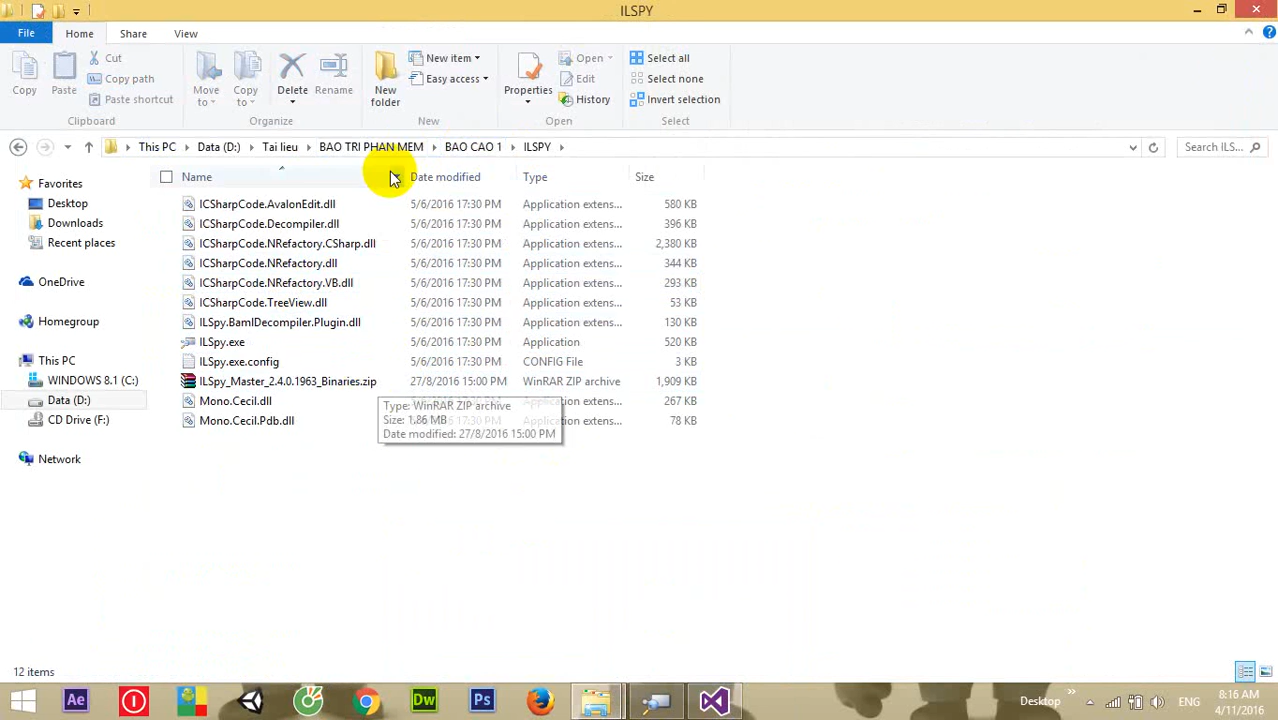 ILSPY
File Home Share View
Copy
Paste
Cut
Copy path
Paste shortcut
Clipboard
Move to
Copy to
Delete
Rename
Organize
New folder
New item
Easy access
New
Properties
Open
Edit
History
Open
Select all
Select none
Invert selection
Select
This PC Data (D:) Tai lieu BAO TRI PHAN MEM BAO CAO 1 ILSPY
Search ILS...
Favorites
Desktop
Downloads
Recent places
OneDrive
Homegroup
This PC
WINDOWS 8.1 (C:)
Data (D:)
CD Drive (F:)
Network
Name Date modified Type Size
ICSharpCode.AvalonEdit.dll 5/6/2016 17:30 PM Application extens... 580 KB
ICSharpCode.Decompiler.dll 5/6/2016 17:30 PM Application extens... 396 KB
ICSharpCode.NRefactory.CSharp.dll 5/6/2016 17:30 PM Application extens... 2,380 KB
ICSharpCode.NRefactory.dll 5/6/2016 17:30 PM Application extens... 344 KB
ICSharpCode.NRefactory.VB.dll 5/6/2016 17:30 PM Application extens... 293 KB
ICSharpCode.TreeView.dll 5/6/2016 17:30 PM Application extens... 53 KB
ILSpy.BamlDecompiler.Plugin.dll 5/6/2016 17:30 PM Application extens... 130 KB
ILSpy.exe 5/6/2016 17:30 PM Application 520 KB
ILSpy.exe.config 5/6/2016 17:30 PM CONFIG File 3 KB
ILSpy_Master_2.4.0.1963_Binaries.zip 27/8/2016 15:00 PM WinRAR ZIP archive 1,909 KB
Mono.Cecil.dll 267 KB
Mono.Cecil.Pdb.dll 78 KB
Type: WinRAR ZIP archive
Size: 1,86 MB
Date modified: 27/8/2016 15:00 PM
12 items
Ae
Dw
Ps
Desktop
ENG
8:16 AM
4/11/2016